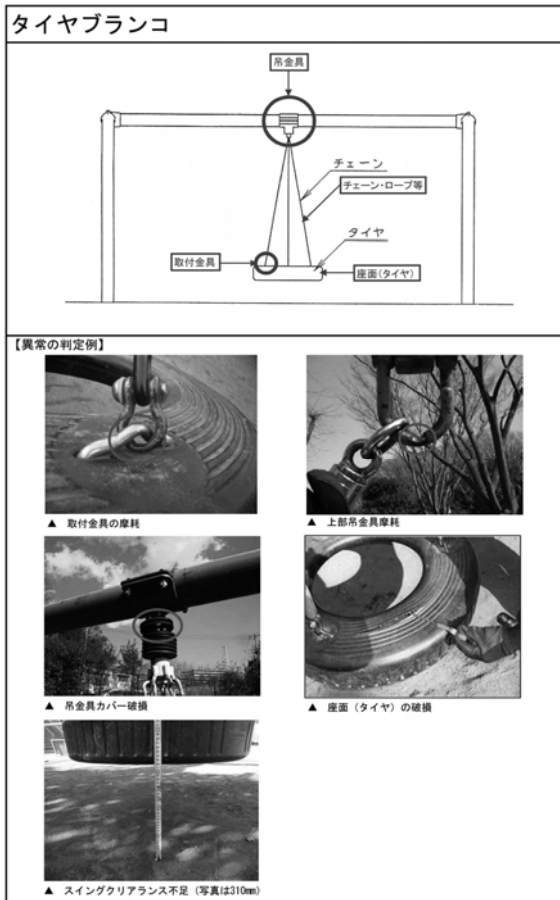 タイヤブランコ
吊金具
チェーン
チェーン・ロープ等
タイヤ
取付金具
座面(タイヤ)
【異常の判定例】
▲ 取付金具の摩耗
▲ 上部吊金具摩耗
▲ 吊金具カバー破損
▲ 座面（タイヤ）の破損
▲ スイングクリアランス不足（写真は310mm）